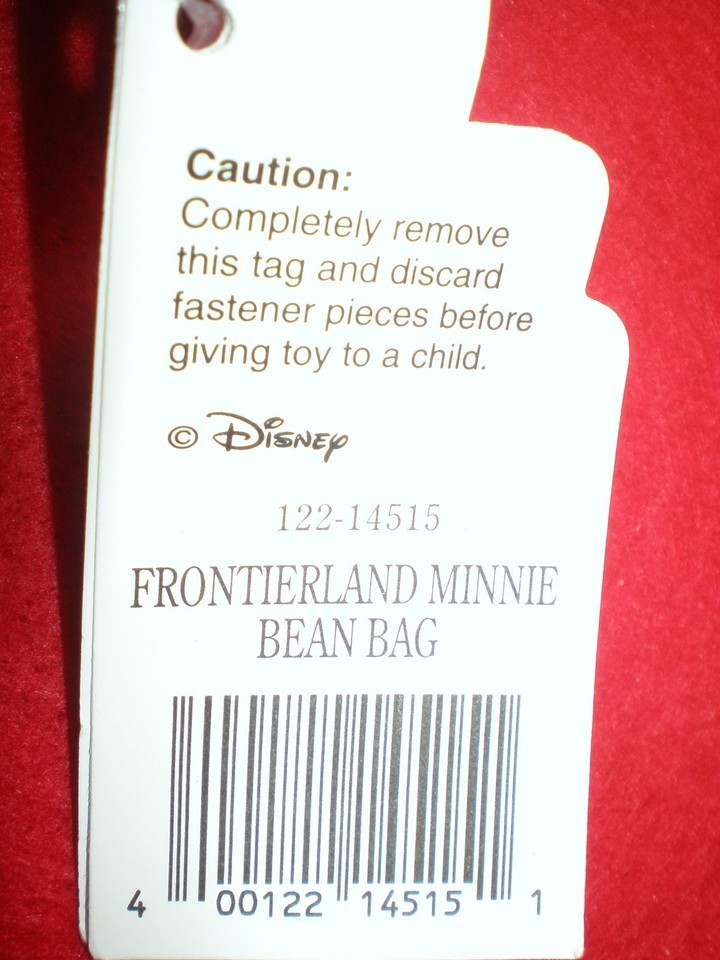 Caution:
Completely remove
this tag and discard
fastener pieces before
giving toy to a child.
© Disney
122-14515
FRONTIERLAND MINNIE
BEAN BAG
4 00122 14515 1